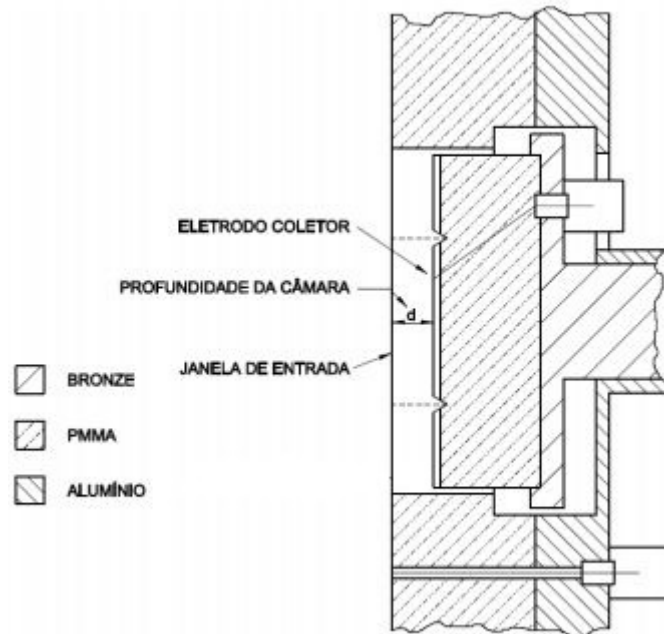 ELETRODO COLETOR
PROFUNDIDADE DA CÂMARA
d
JANELA DE ENTRADA
BRONZE
PMMA
ALUMÍNIO